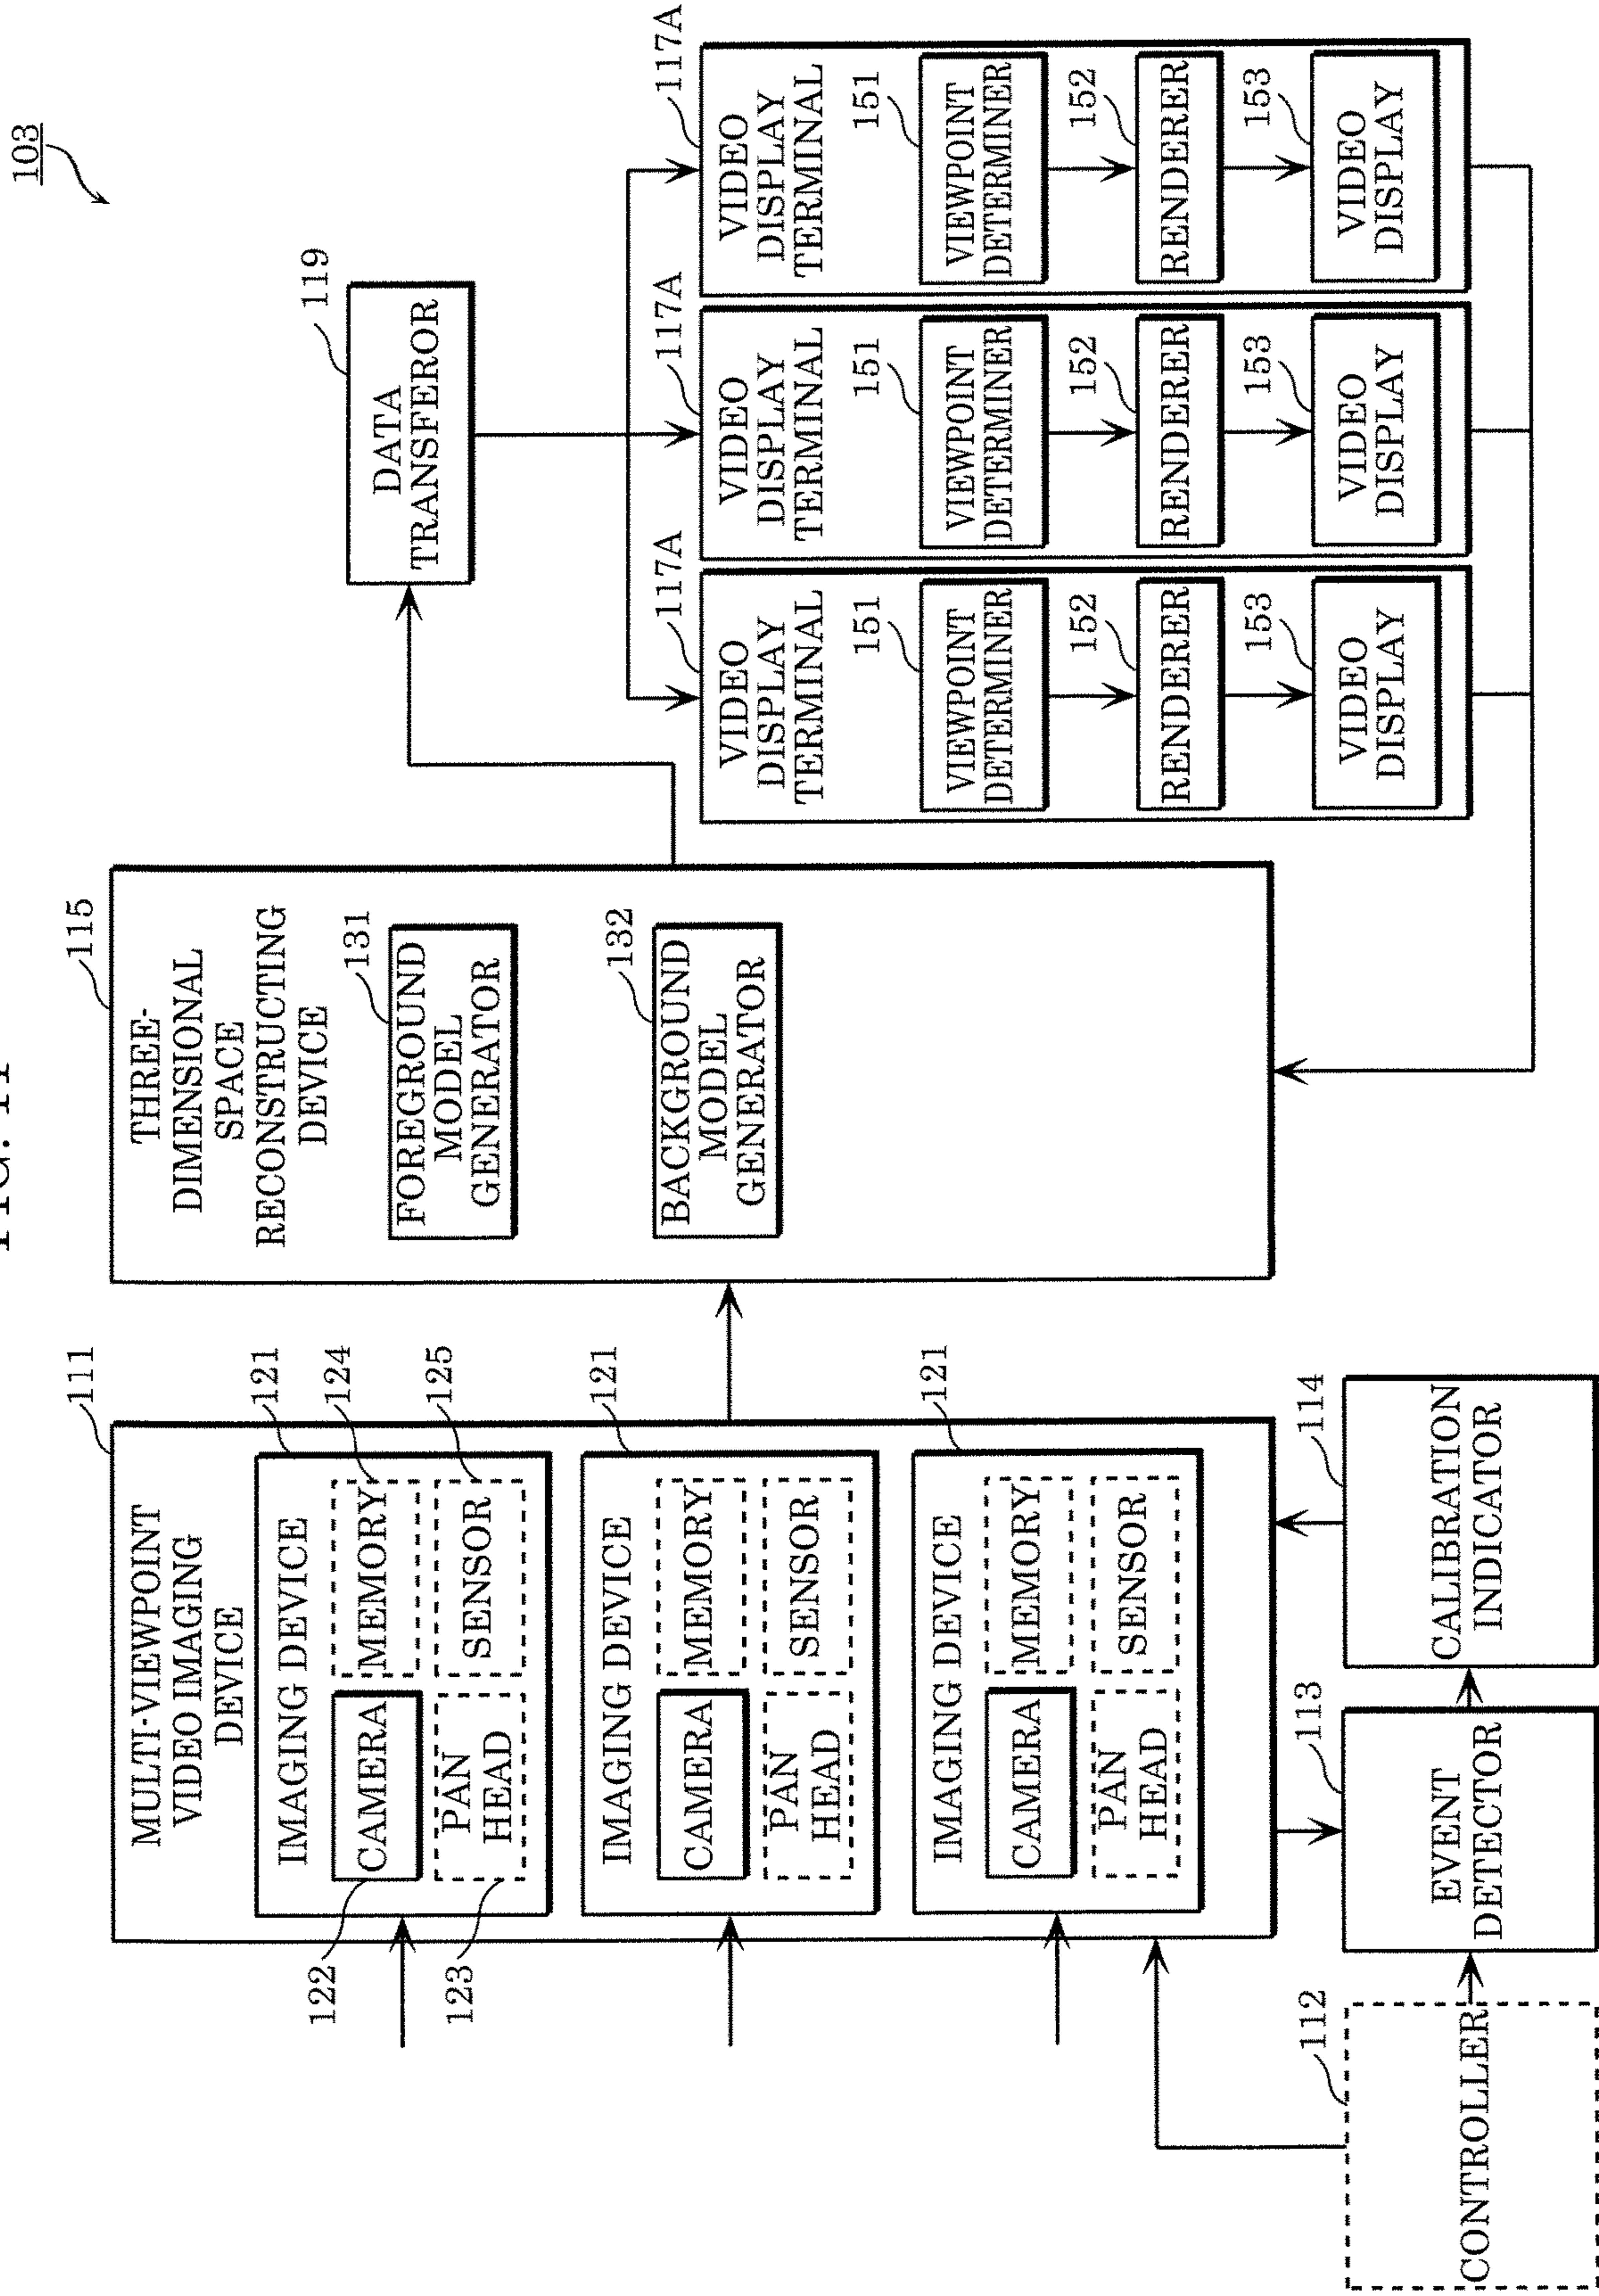 103
111
MULTI-VIEWPOINT
VIDEO IMAGING
DEVICE
121
IMAGING DEVICE
122
CAMERA
124
MEMORY
123
PAN
HEAD
125
SENSOR
121
IMAGING DEVICE
CAMERA
MEMORY
PAN
HEAD
SENSOR
121
IMAGING DEVICE
CAMERA
MEMORY
PAN
HEAD
SENSOR
112
CONTROLLER
113
EVENT
DETECTOR
114
CALIBRATION
INDICATOR
115
THREE-
DIMENSIONAL
SPACE
RECONSTRUCTING
DEVICE
131
FOREGROUND
MODEL
GENERATOR
132
BACKGROUND
MODEL
GENERATOR
119
DATA
TRANSFEROR
117A
VIDEO
DISPLAY
TERMINAL
151
VIEWPOINT
DETERMINER
152
RENDERER
153
VIDEO
DISPLAY
117A
VIDEO
DISPLAY
TERMINAL
151
VIEWPOINT
DETERMINER
152
RENDERER
153
VIDEO
DISPLAY
117A
VIDEO
DISPLAY
TERMINAL
151
VIEWPOINT
DETERMINER
152
RENDERER
153
VIDEO
DISPLAY